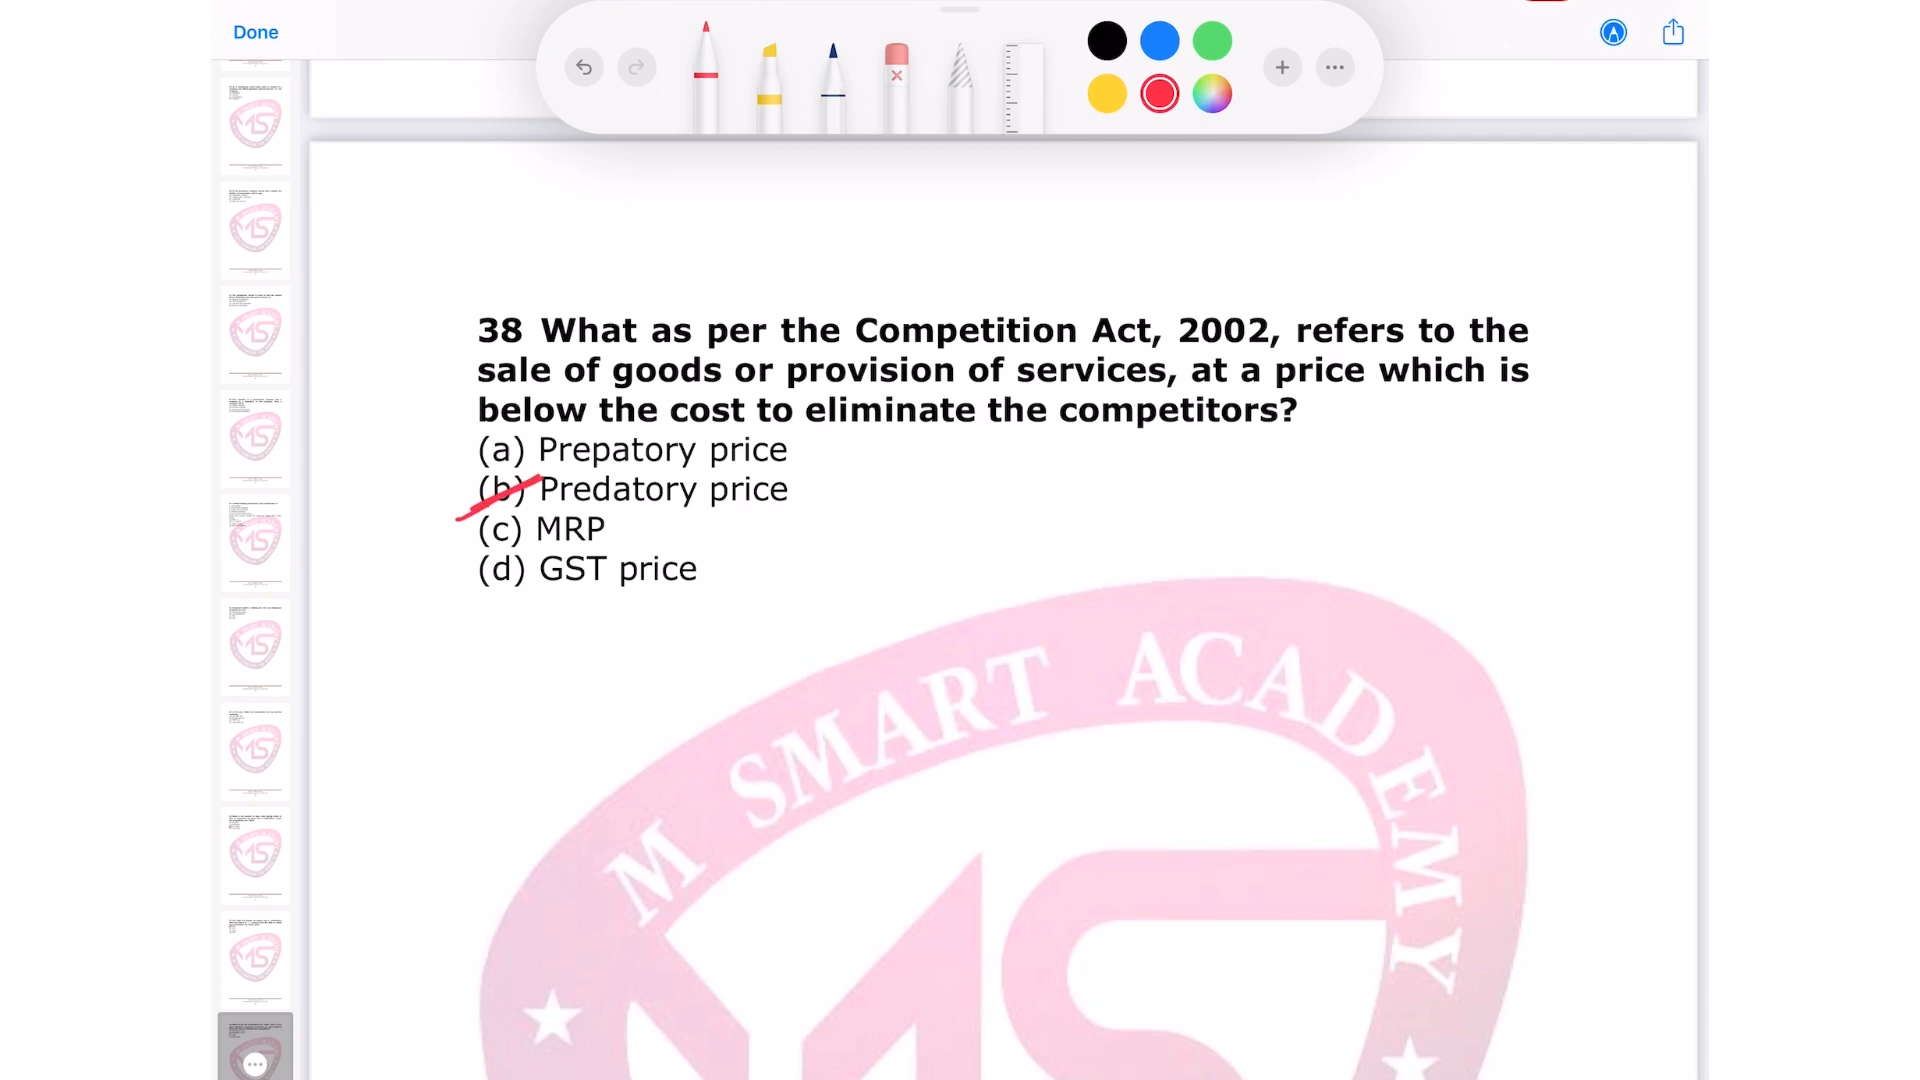 Done
38 What as per the Competition Act, 2002, refers to the
sale of goods or provision of services, at a price which is
below the cost to eliminate the competitors?
(a) Prepatory price
(b) Predatory price
(c) MRP
(d) GST price
M SMART ACADEMY
MS